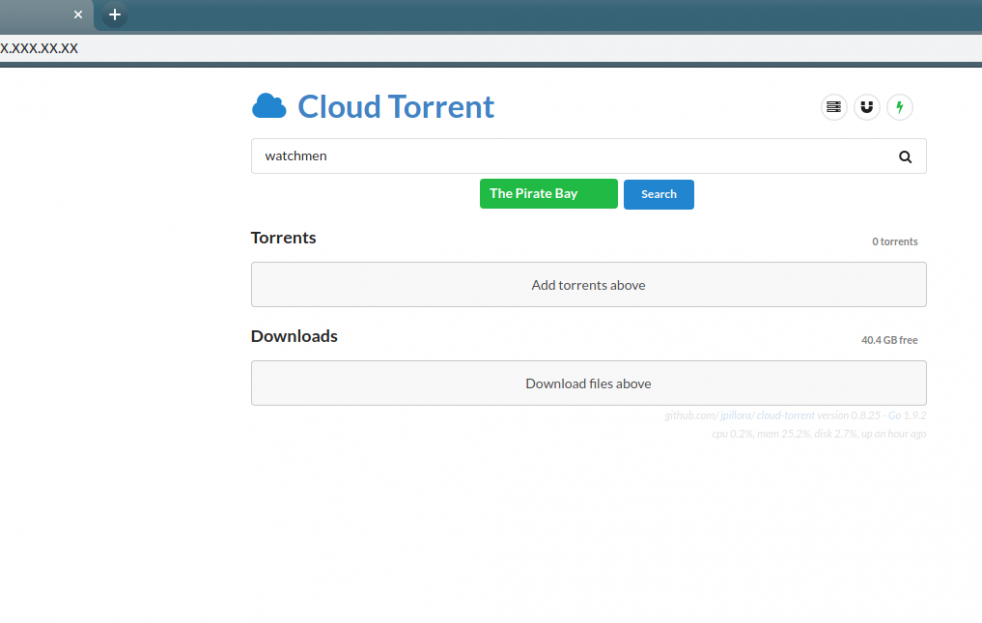 X.XXX.XX.XX
Cloud Torrent
watchmen
The Pirate Bay Search
Torrents 0 torrents
Add torrents above
Downloads 40.4 GB free
Download files above
github.com/ jpillora/ cloud-torrent version 0.8.25 - Go 1.9.2
cpu 0.2%, mem 25.2%, disk 2.7%, up an hour ago